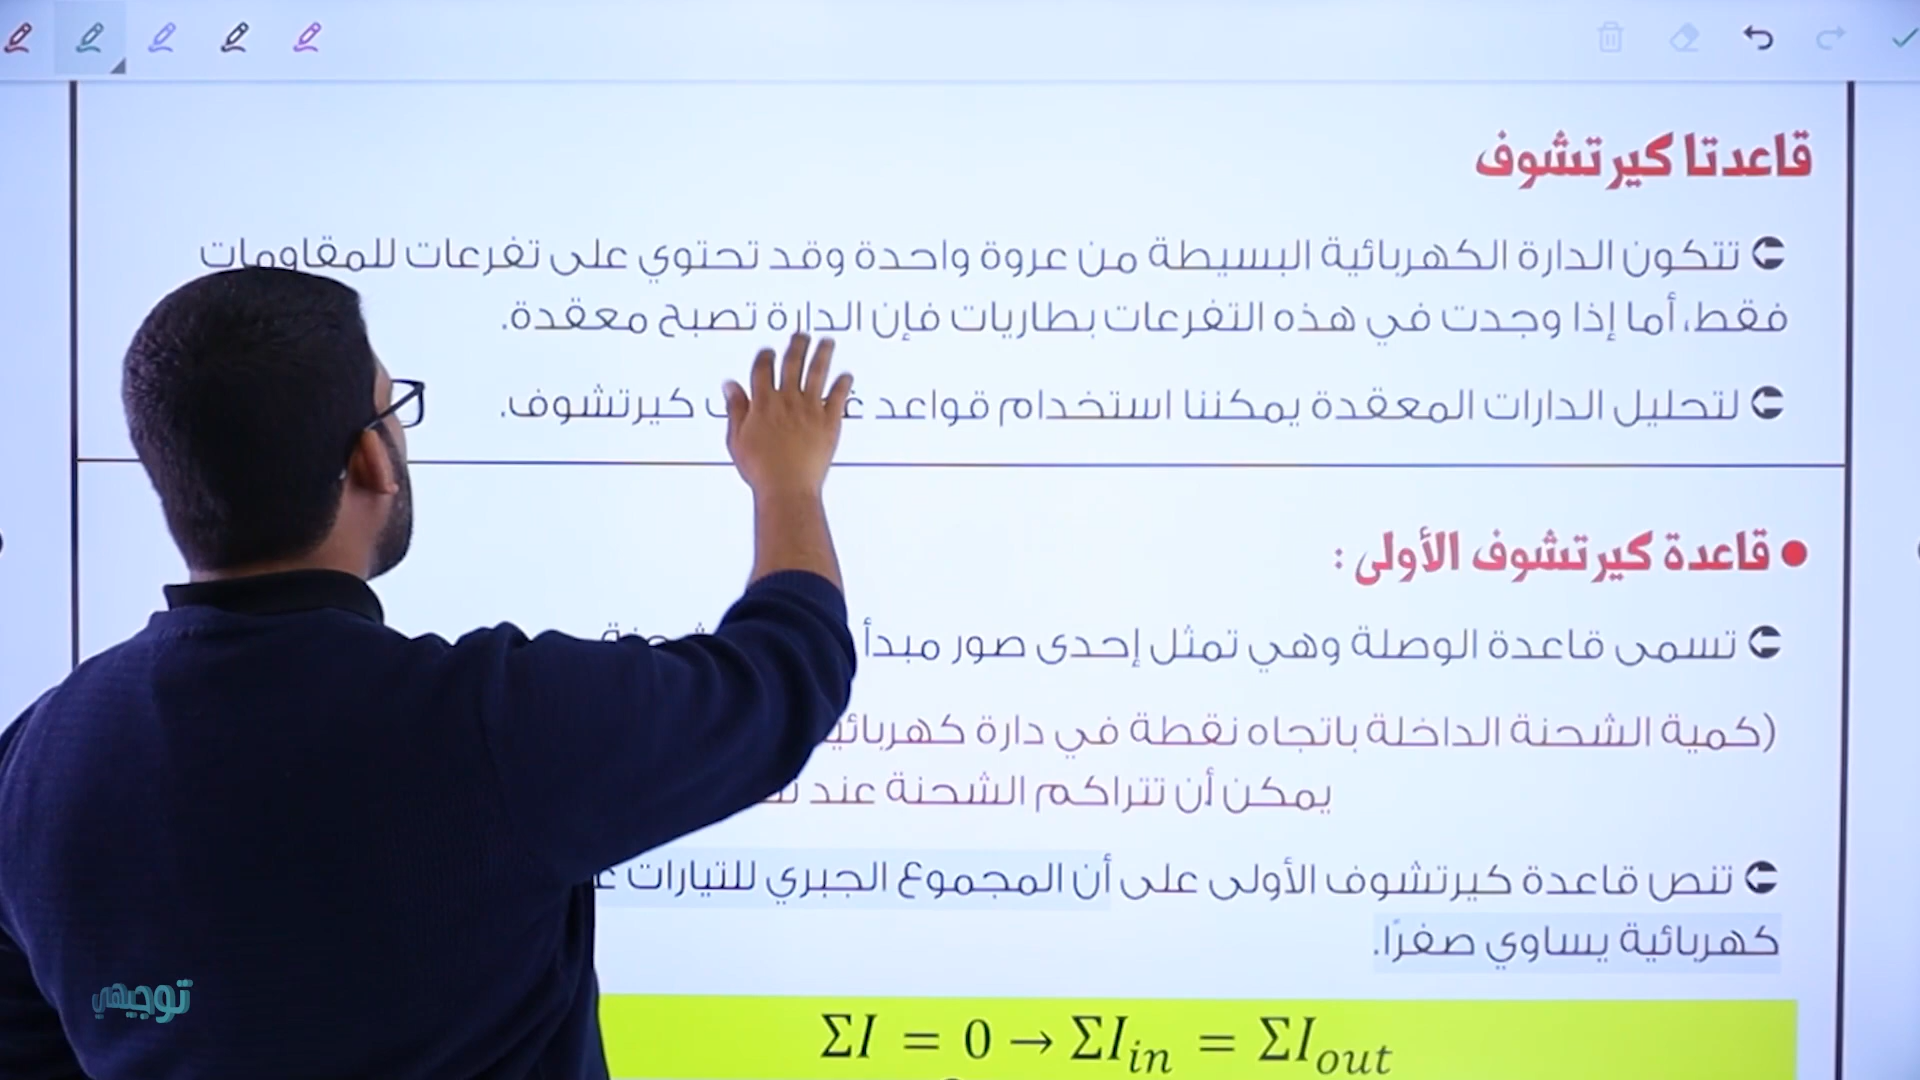 قاعدتا كيرتشوف
تتكون الدارة الكهربائية البسيطة من عروة واحدة وقد تحتوي على تفرعات للمقاومات
فقط، أما إذا وجدت في هذه التفرعات بطاريات فإن الدارة تصبح معقدة.
لتحليل الدارات المعقدة يمكننا استخدام قواعد كيرتشوف.
قاعدة كيرتشوف الأولى :
تسمى قاعدة الوصلة وهي تمثل إحدى صور مبدأ
(كمية الشحنة الداخلة باتجاه نقطة في دارة
يمكن أن تتراكم الشحنة عند
تنص قاعدة كيرتشوف الأولى على أن المجموع الجبري للتيارات
كهربائية يساوي صفرًا.
ΣI = 0 → ΣI_in = ΣI_out
توجيهي